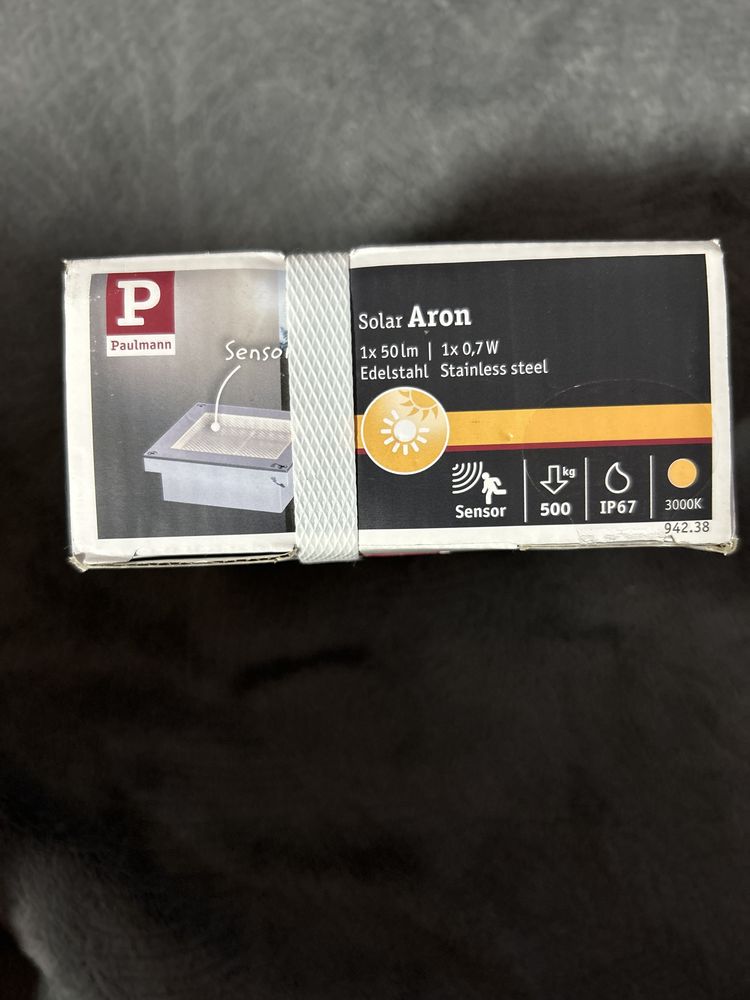 P
Paulmann
Sensor
Solar Aron
1x 50 lm | 1x 0,7 W
Edelstahl Stainless steel
kg
Sensor
500
IP67
3000K
942.38